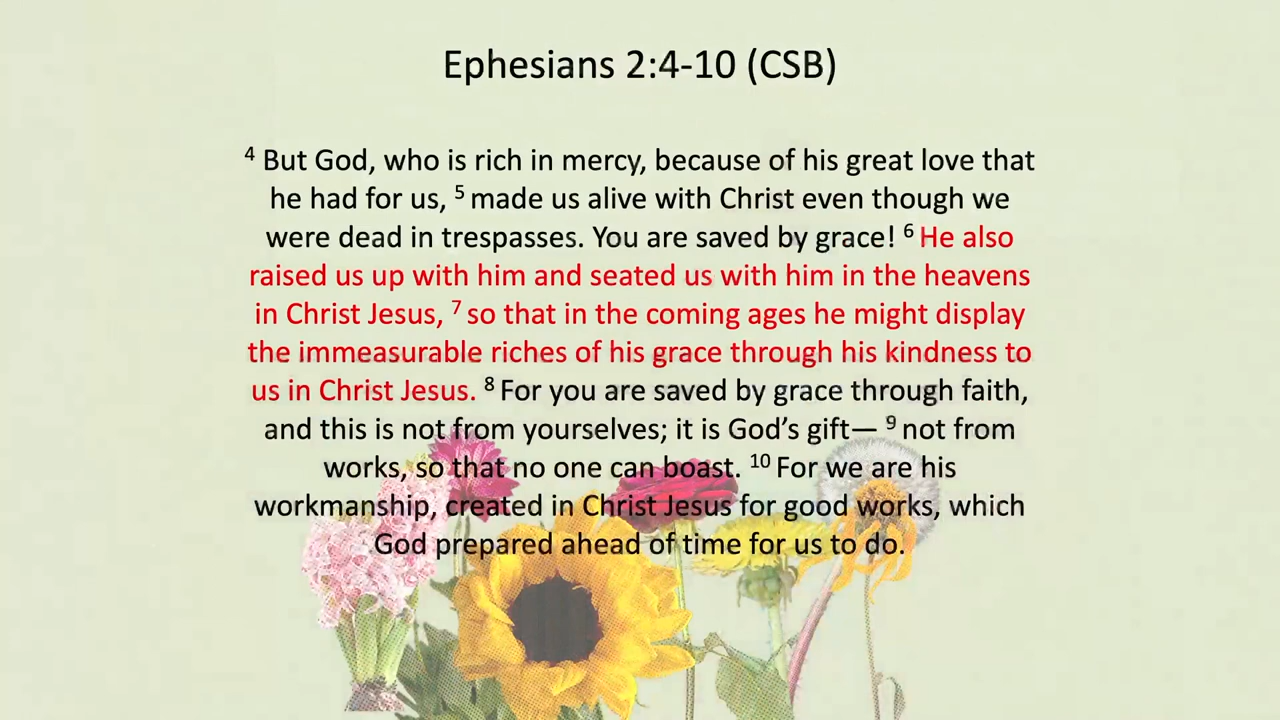 Ephesians 2:4-10 (CSB)
4 But God, who is rich in mercy, because of his great love that
he had for us, 5 made us alive with Christ even though we
were dead in trespasses. You are saved by grace! 6 He also
raised us up with him and seated us with him in the heavens
in Christ Jesus, 7 so that in the coming ages he might display
the immeasurable riches of his grace through his kindness to
us in Christ Jesus. 8 For you are saved by grace through faith,
and this is not from yourselves; it is God’s gift— 9 not from
works, so that no one can boast. 10 For we are his
workmanship, created in Christ Jesus for good works, which
God prepared ahead of time for us to do.